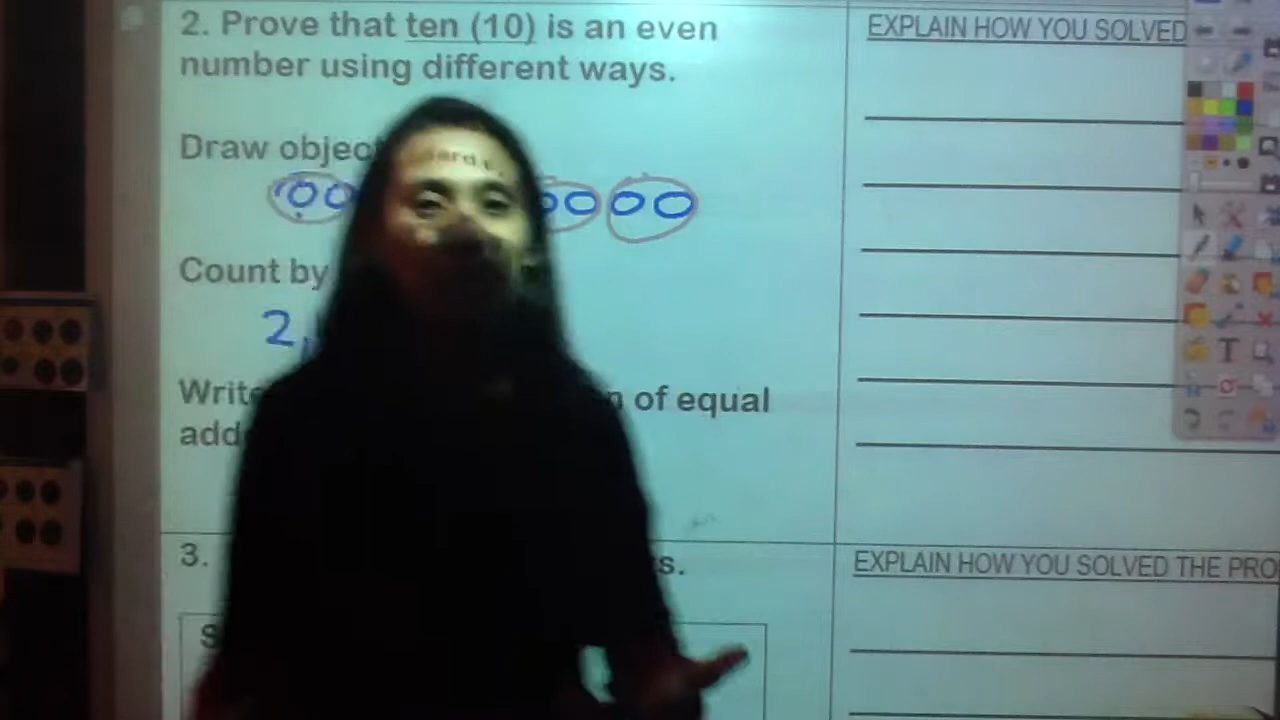 2. Prove that ten (10) is an even
number using different ways.
EXPLAIN HOW YOU SOLVED
Draw objec
Count by
2,
Write of equal
add
3. s.
EXPLAIN HOW YOU SOLVED THE PRO
S
T